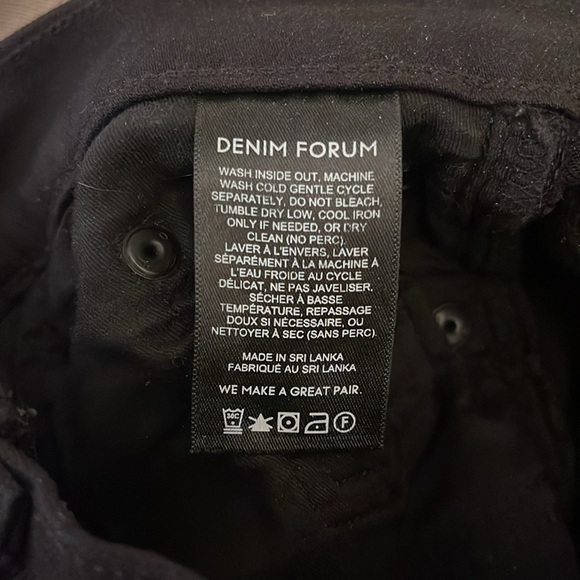 DENIM FORUM
WASH INSIDE OUT, MACHINE
WASH COLD GENTLE CYCLE
SEPARATELY, DO NOT BLEACH,
TUMBLE DRY LOW, COOL IRON
ONLY IF NEEDED, OR DRY
CLEAN (NO PERC).
LAVER À L'ENVERS, LAVER
SÉPARÉMENT À LA MACHINE À
L'EAU FROIDE AU CYCLE
DÉLICAT, NE PAS JAVELISER.
SÉCHER À BASSE
TEMPÉRATURE, REPASSAGE
DOUX SI NÉCESSAIRE, OU
NETTOYER À SEC (SANS PERC).
MADE IN SRI LANKA
FABRIQUÉ AU SRI LANKA
WE MAKE A GREAT PAIR.
30C F